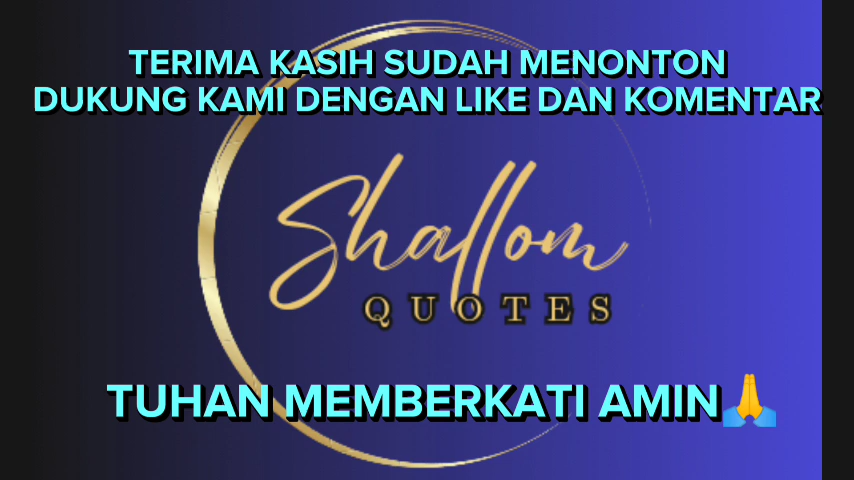 TERIMA KASIH SUDAH MENONTON
DUKUNG KAMI DENGAN LIKE DAN KOMENTAR
Shallom
QUOTES
TUHAN MEMBERKATI AMIN🙏